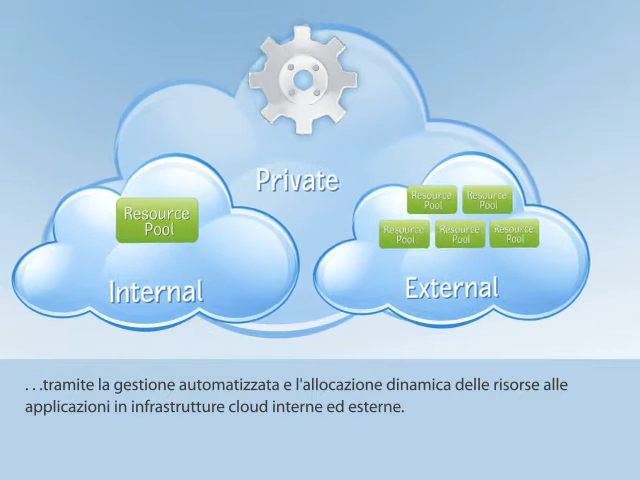 Private
Resource
Pool
Internal
Resource
Pool
Resource
Pool
Resource
Pool
Resource
Pool
Resource
Pool
External
. . .tramite la gestione automatizzata e l'allocazione dinamica delle risorse alle
applicazioni in infrastrutture cloud interne ed esterne.